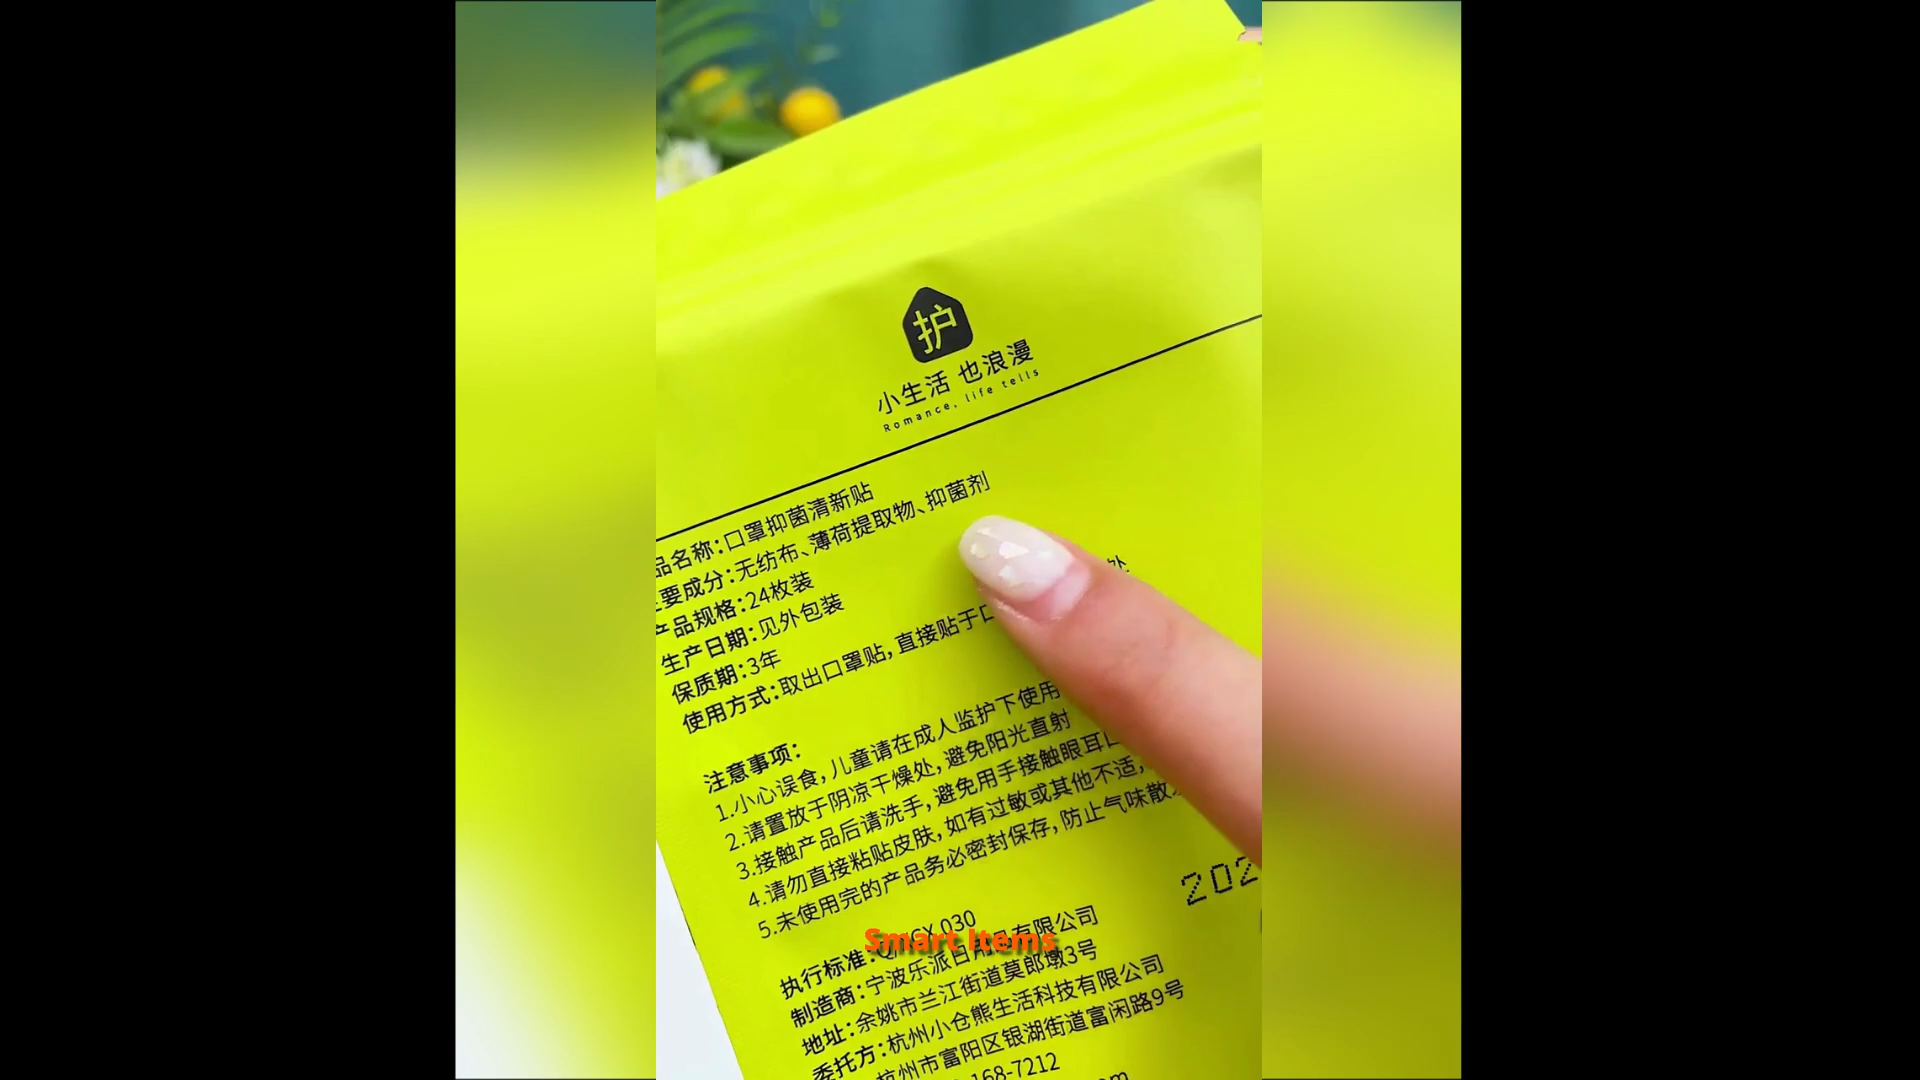 护
小生活 也浪漫
Romance, life tells
品名称：口罩抑菌清新贴
要成分：无纺布、薄荷提取物、抑菌剂
产品规格：24枚装
生产日期：见外包装
保质期：3年
使用方式：取出口罩贴，直接贴于口 处
注意事项：
1.小心误食，儿童请在成人监护下使用
2.请置放于阴凉干燥处，避免阳光直射
3.接触产品后请洗手，避免用手接触眼耳口
4.请勿直接粘贴皮肤，如有过敏或其他不适，
5.未使用完的产品务必密封保存，防止气味散
202
执行标准： 030
Smart Items
制造商：宁波乐派日用品有限公司
地址：余姚市兰江街道莫郎墩3号
委托方：杭州小仓熊生活科技有限公司
杭州市富阳区银湖街道富闲路9号
168-7212